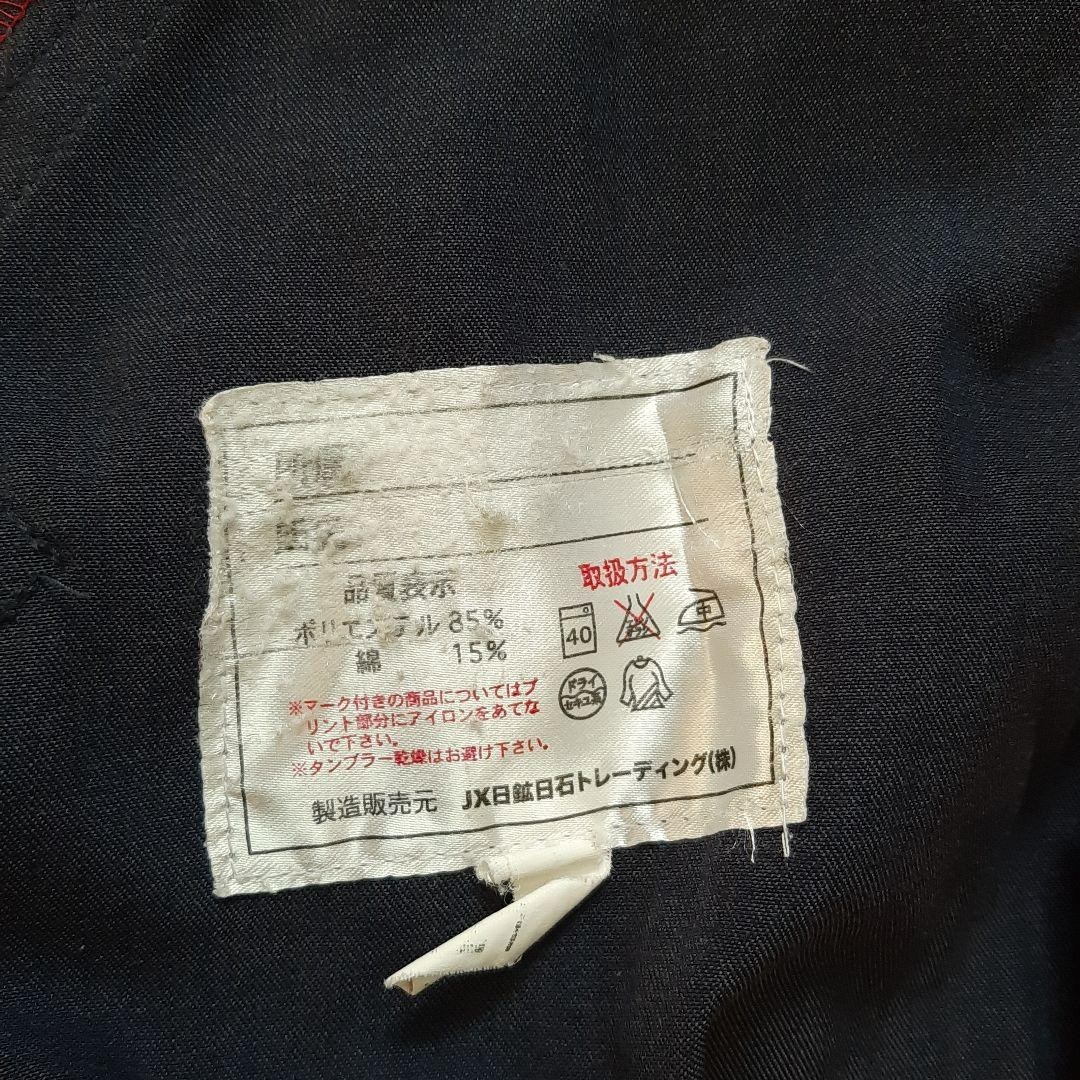 品質表示
ポリエステル 85%
綿 15%
※マーク付きの商品についてはプ
リント部分にアイロンをあてな
いで下さい。
※タンブラー乾燥はお避け下さい。
取扱方法
40
中
ドライ
セキユ系
製造販売元 JX日鉱日石トレーディング(株)